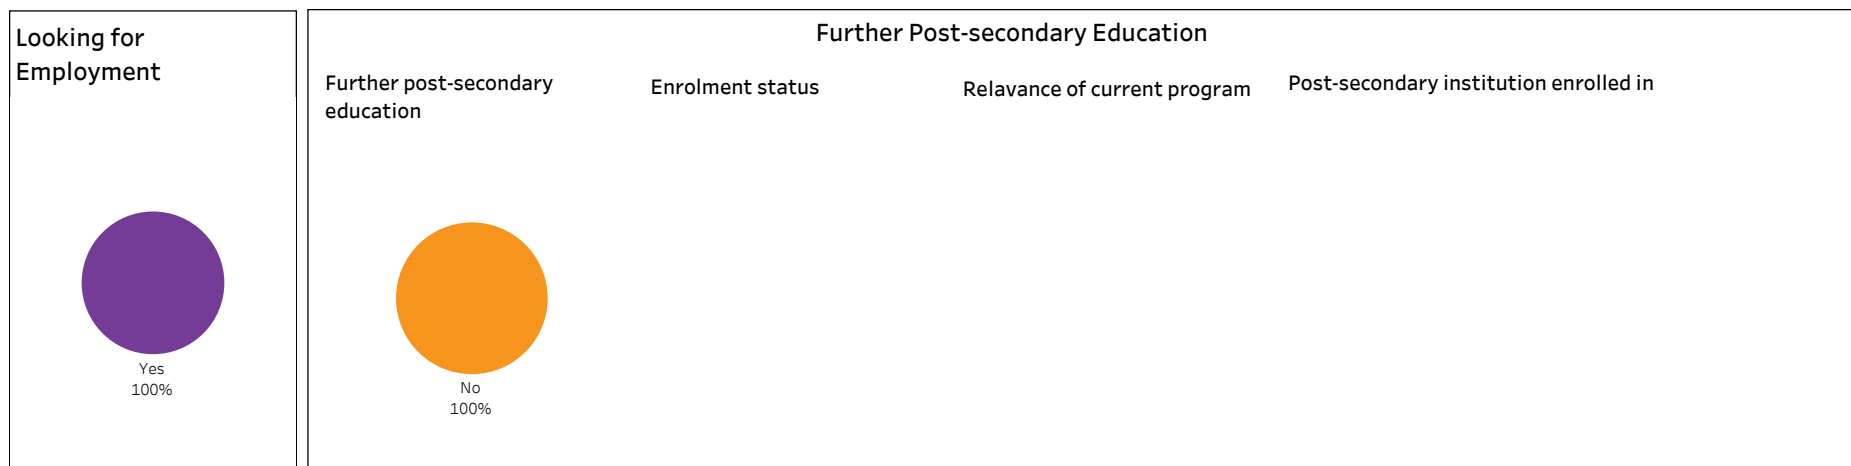 Looking for
Employment
Yes
100%
Further Post-secondary Education
Further post-secondary
education
No
100%
Enrolment status
Relavance of current program
Post-secondary institution enrolled in